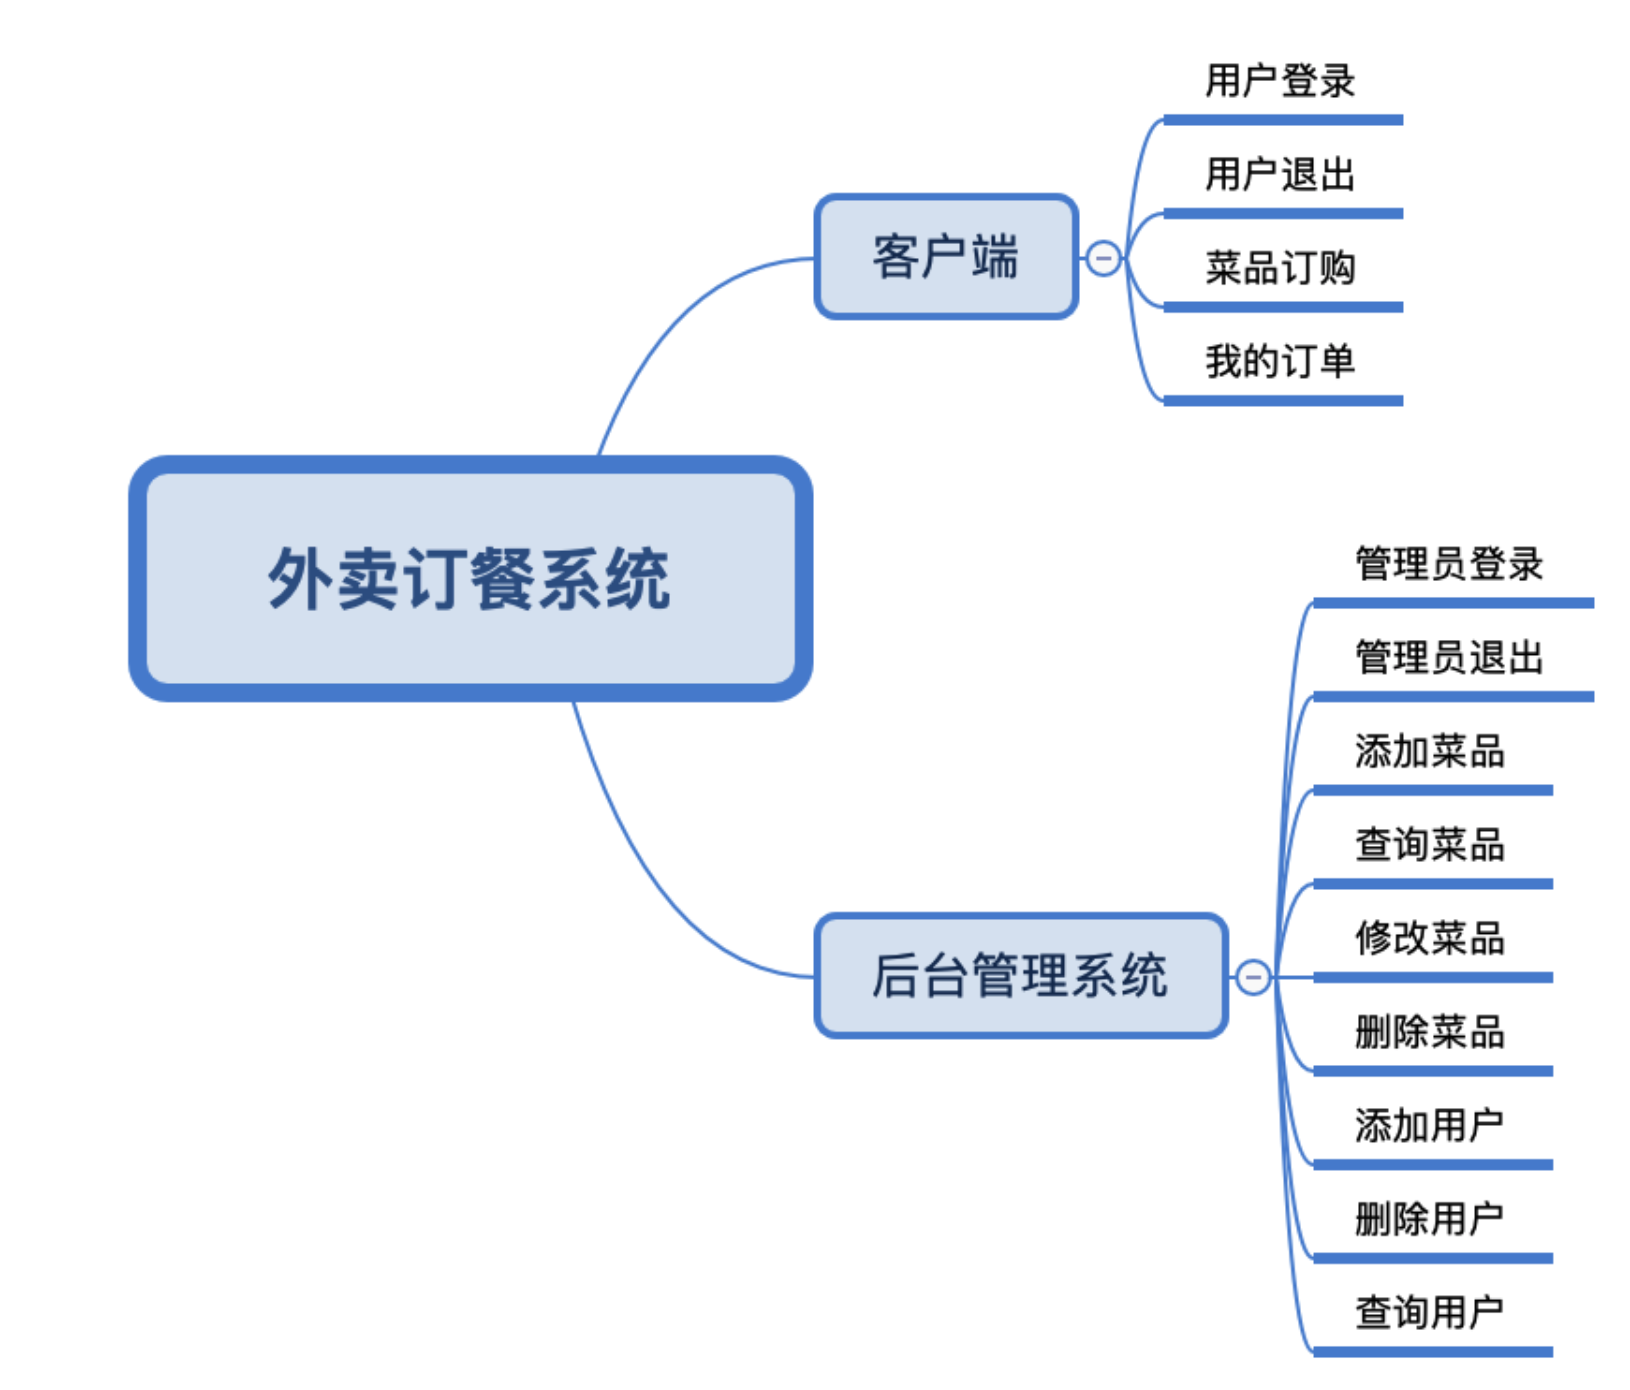 外卖订餐系统
客户端
用户登录
用户退出
菜品订购
我的订单
后台管理系统
管理员登录
管理员退出
添加菜品
查询菜品
修改菜品
删除菜品
添加用户
删除用户
查询用户